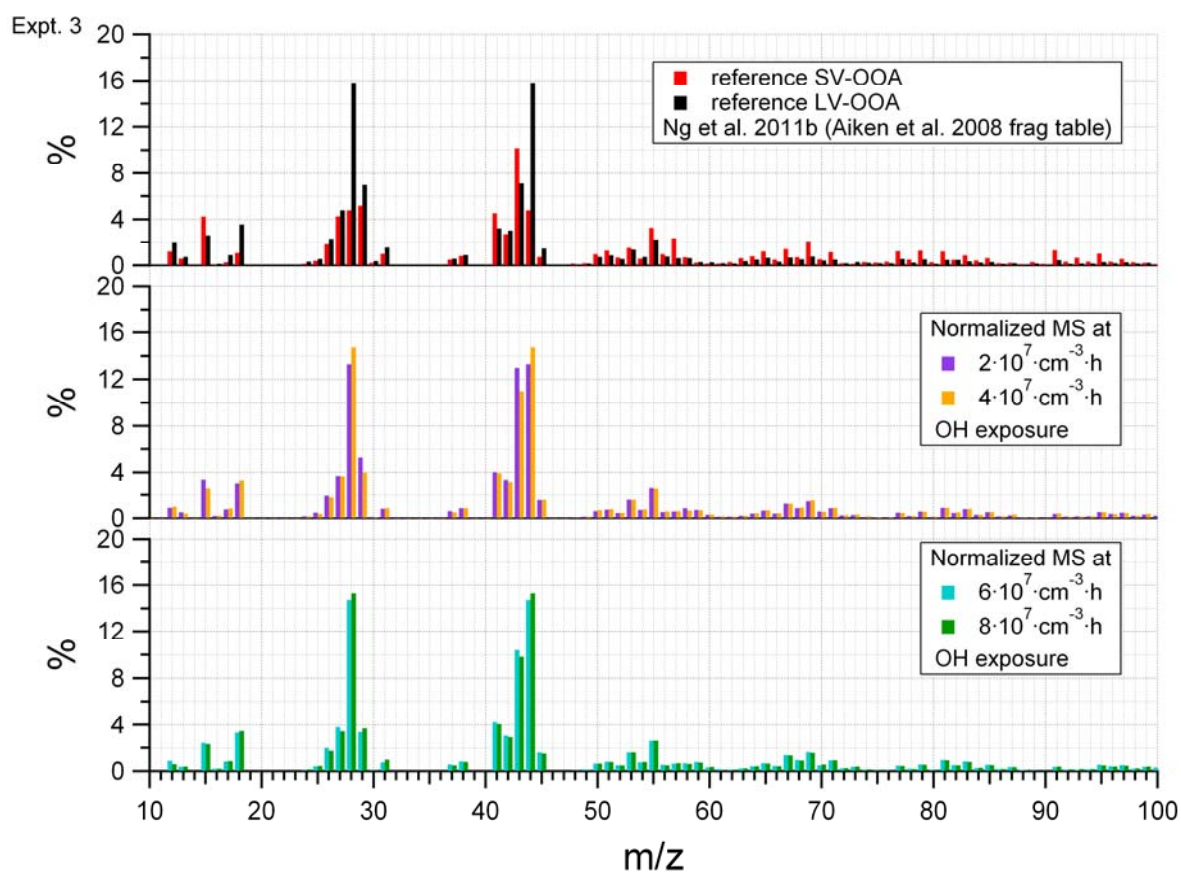 Expt. 3
20
16
12
8
4
0
%
reference SV-OOA
reference LV-OOA
Ng et al. 2011b (Aiken et al. 2008 frag table)
20
16
12
8
4
0
%
Normalized MS at
2·10⁷·cm⁻³·h
4·10⁷·cm⁻³·h
OH exposure
20
16
12
8
4
0
%
Normalized MS at
6·10⁷·cm⁻³·h
8·10⁷·cm⁻³·h
OH exposure
10 20 30 40 50 60 70 80 90 100
m/z